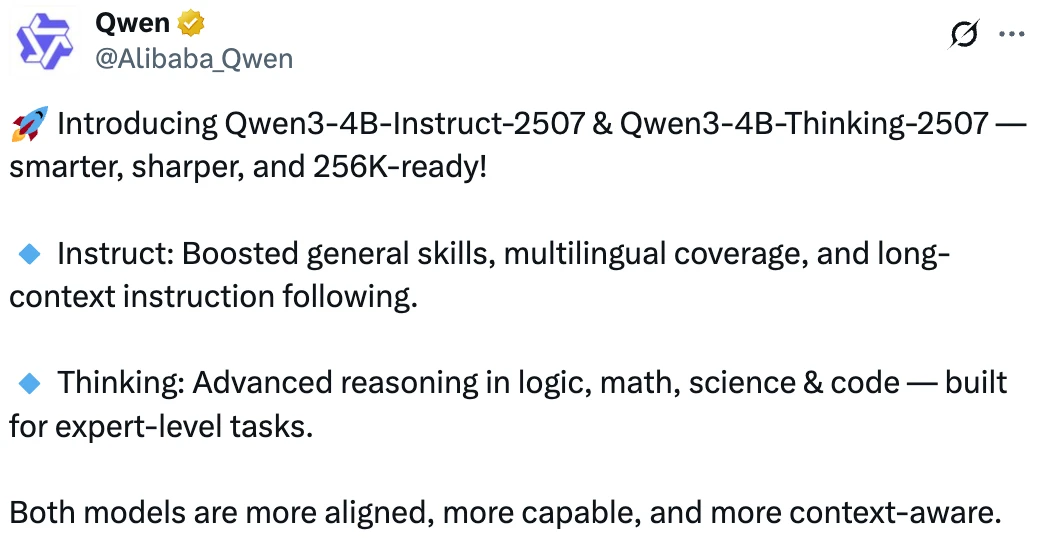 Qwen
@Alibaba_Qwen
🚀 Introducing Qwen3-4B-Instruct-2507 & Qwen3-4B-Thinking-2507 —
smarter, sharper, and 256K-ready!
🔹 Instruct: Boosted general skills, multilingual coverage, and long-
context instruction following.
🔹 Thinking: Advanced reasoning in logic, math, science & code — built
for expert-level tasks.
Both models are more aligned, more capable, and more context-aware.